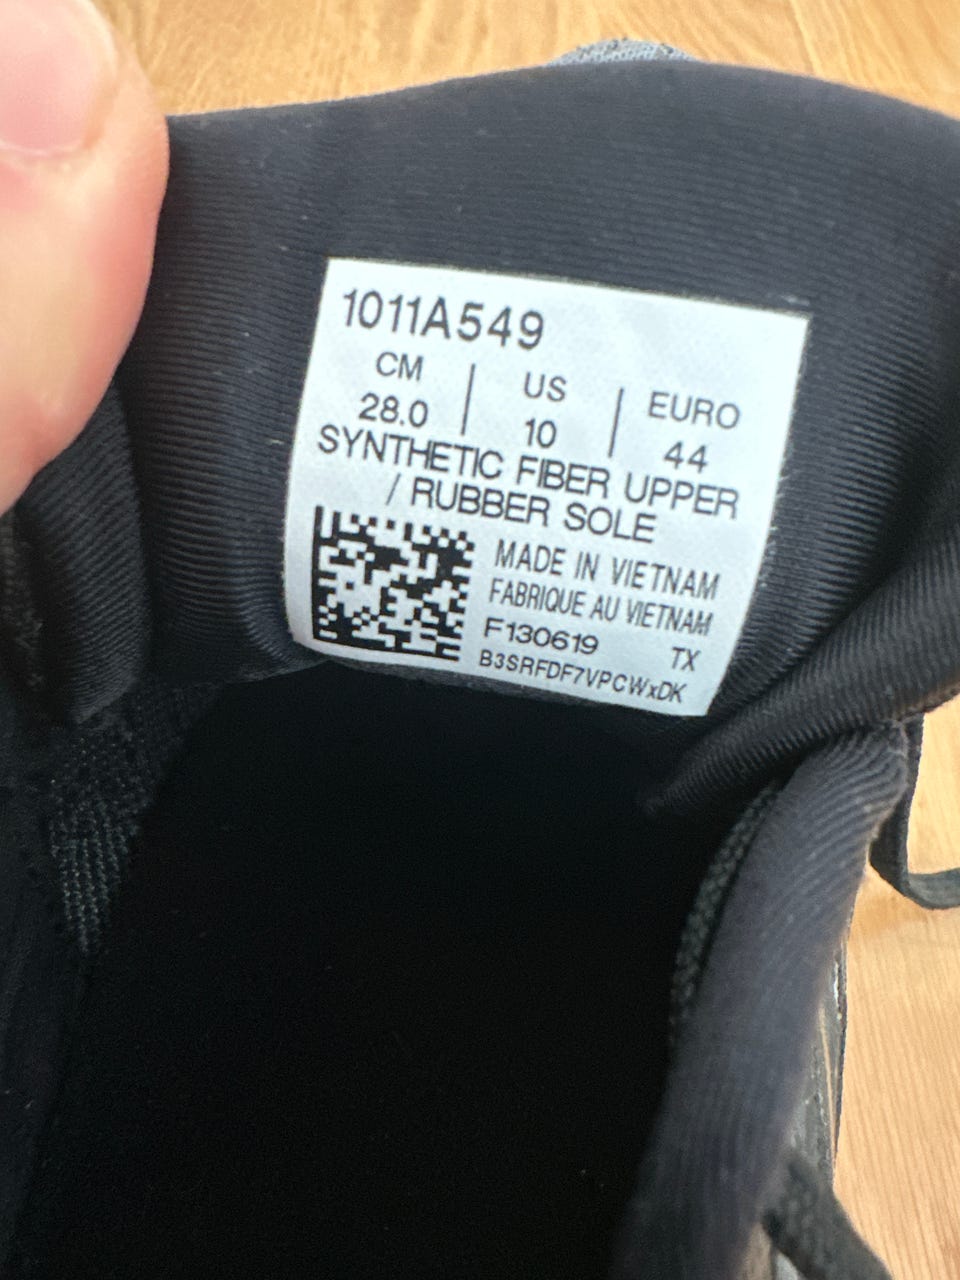 1011A549
CM | US | EURO
28.0 | 10 | 44
SYNTHETIC FIBER UPPER
/ RUBBER SOLE
MADE IN VIETNAM
FABRIQUE AU VIETNAM
F130619 TX
B3SRFDF7VPCWxDK